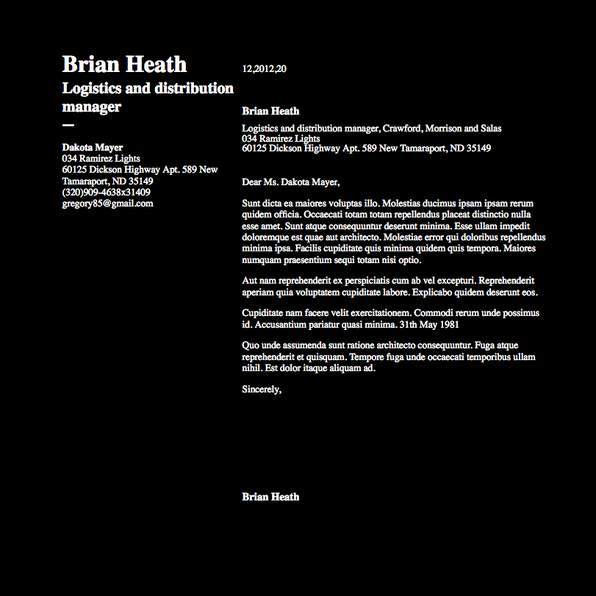 Brian Heath
Logistics and distribution
manager
Dakota Mayer
034 Ramirez Lights
60125 Dickson Highway Apt. 589 New
Tamaraport, ND 35149
(320)909-4638x31409
gregory85@gmail.com
12,2012,20
Brian Heath
Logistics and distribution manager, Crawford, Morrison and Salas
034 Ramirez Lights
60125 Dickson Highway Apt. 589 New Tamaraport, ND 35149
Dear Ms. Dakota Mayer,
Sunt dicta ea maiores voluptas illo. Molestias ducimus ipsam ipsam rerum
quidem officia. Occaecati totam totam repellendus placeat distinctio nulla
esse amet. Sunt atque consequuntur deserunt minima. Esse ullam impedit
doloremque est quae aut architecto. Molestiae error qui doloribus repellendus
minima ipsa. Facilis cupiditate quis minima quidem quis tempora. Maiores
numquam praesentium sequi totam nisi optio.
Aut nam reprehenderit ex perspiciatis cum ab vel excepturi. Reprehenderit
aperiam quia voluptatem cupiditate labore. Explicabo quidem deserunt eos.
Cupiditate nam facere velit exercitationem. Commodi rerum unde possimus
id. Accusantium pariatur quasi minima. 31th May 1981
Quo unde assumenda sunt ratione architecto consequuntur. Fuga atque
reprehenderit et quisquam. Tempore fuga unde occaecati temporibus ullam
nihil. Est dolor itaque aliquam ad.
Sincerely,
Brian Heath